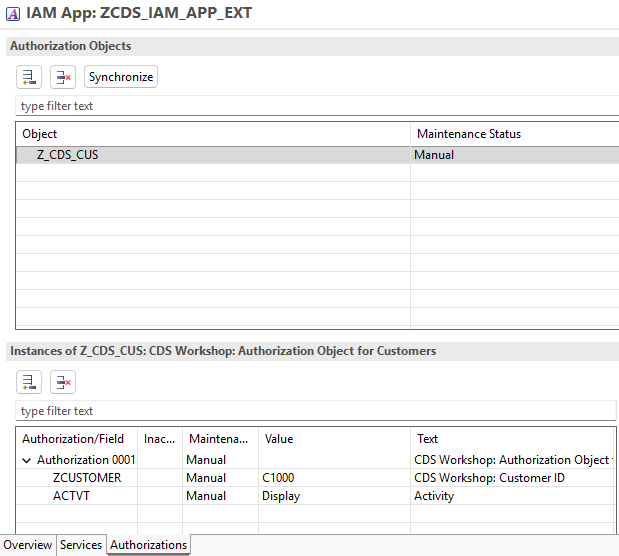 IAM App: ZCDS_IAM_APP_EXT
Authorization Objects
Synchronize
type filter text
Object Maintenance Status
Z_CDS_CUS Manual
Instances of Z_CDS_CUS: CDS Workshop: Authorization Object for Customers
type filter text
Authorization/Field Inac... Maintena... Value Text
Authorization 0001 Manual CDS Workshop: Authorization Object
ZCUSTOMER Manual C1000 CDS Workshop: Customer ID
ACTVT Manual Display Activity
Overview Services Authorizations